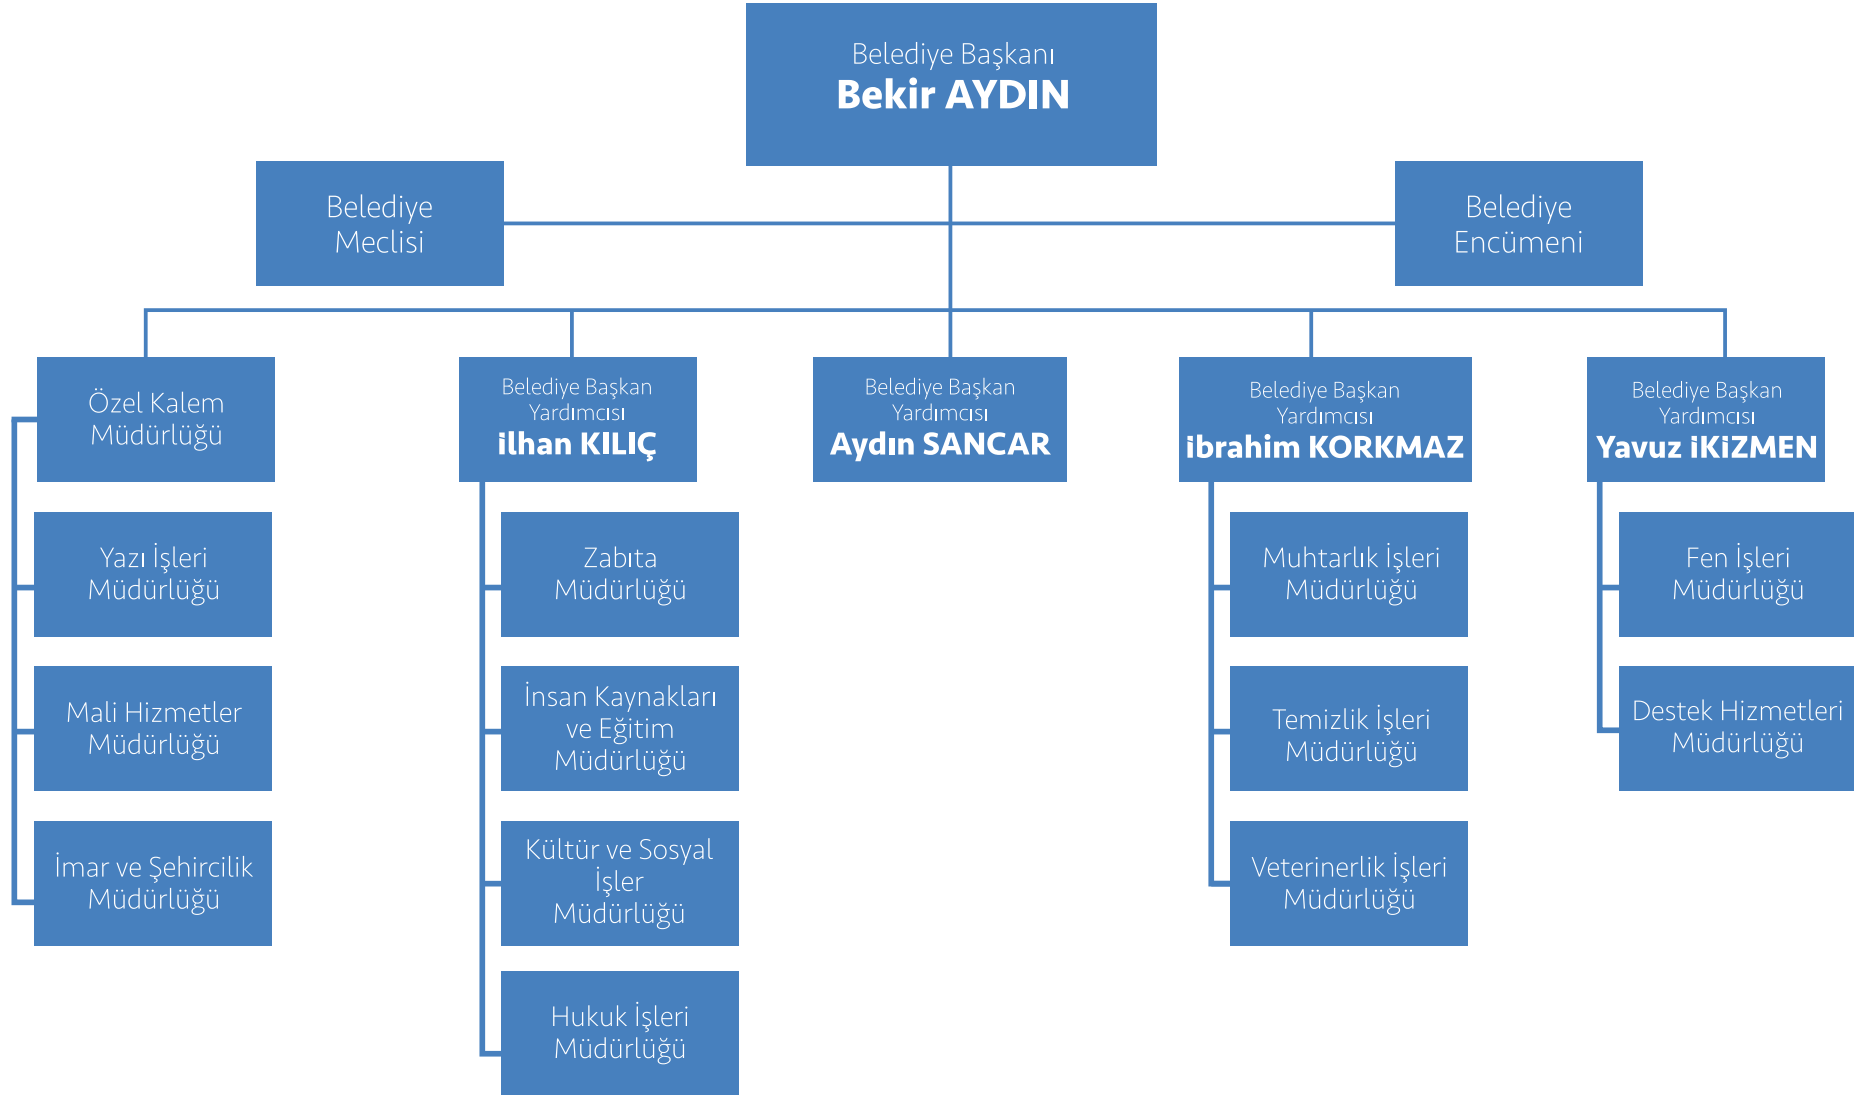 Belediye Başkanı
Bekir AYDIN
Belediye
Meclisi
Belediye
Encümeni
Özel Kalem
Müdürlüğü
Yazı İşleri
Müdürlüğü
Mali Hizmetler
Müdürlüğü
İmar ve Şehircilik
Müdürlüğü
Belediye Başkan
Yardımcısı
ilhan KILIÇ
Zabıta
Müdürlüğü
İnsan Kaynakları
ve Eğitim
Müdürlüğü
Kültür ve Sosyal
İşler
Müdürlüğü
Hukuk İşleri
Müdürlüğü
Belediye Başkan
Yardımcısı
Aydın SANCAR
Belediye Başkan
Yardımcısı
ibrahim KORKMAZ
Muhtarlık İşleri
Müdürlüğü
Temizlik İşleri
Müdürlüğü
Veterinerlik İşleri
Müdürlüğü
Belediye Başkan
Yardımcısı
Yavuz iKiZMEN
Fen İşleri
Müdürlüğü
Destek Hizmetleri
Müdürlüğü